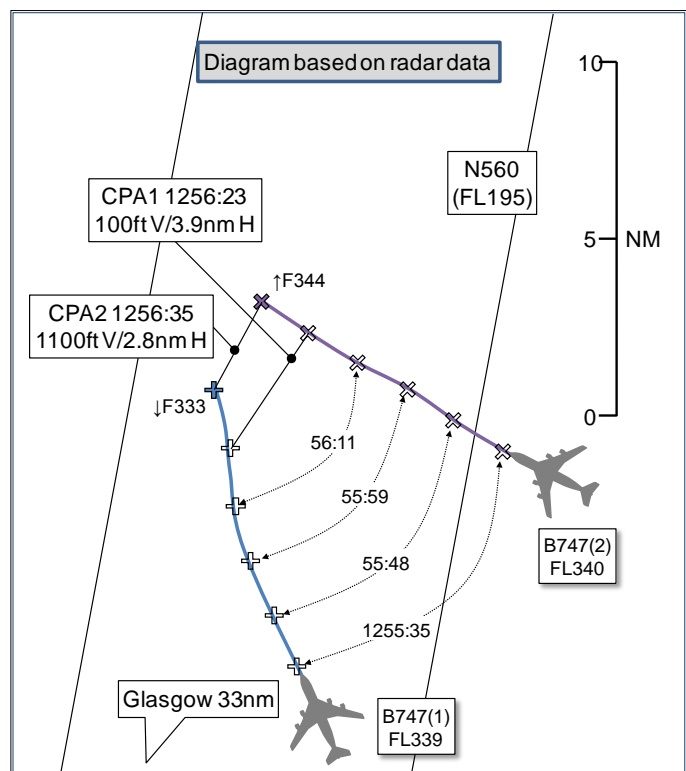 Diagram based on radar data
10
N560
(FL195)
CPA1 1256:23
100ft V/3.9nm H
5
NM
↑F344
CPA2 1256:35
1100ft V/2.8nm H
↓F333
0
56:11
55:59
55:48
B747(2)
FL340
1255:35
Glasgow 33nm
B747(1)
FL339